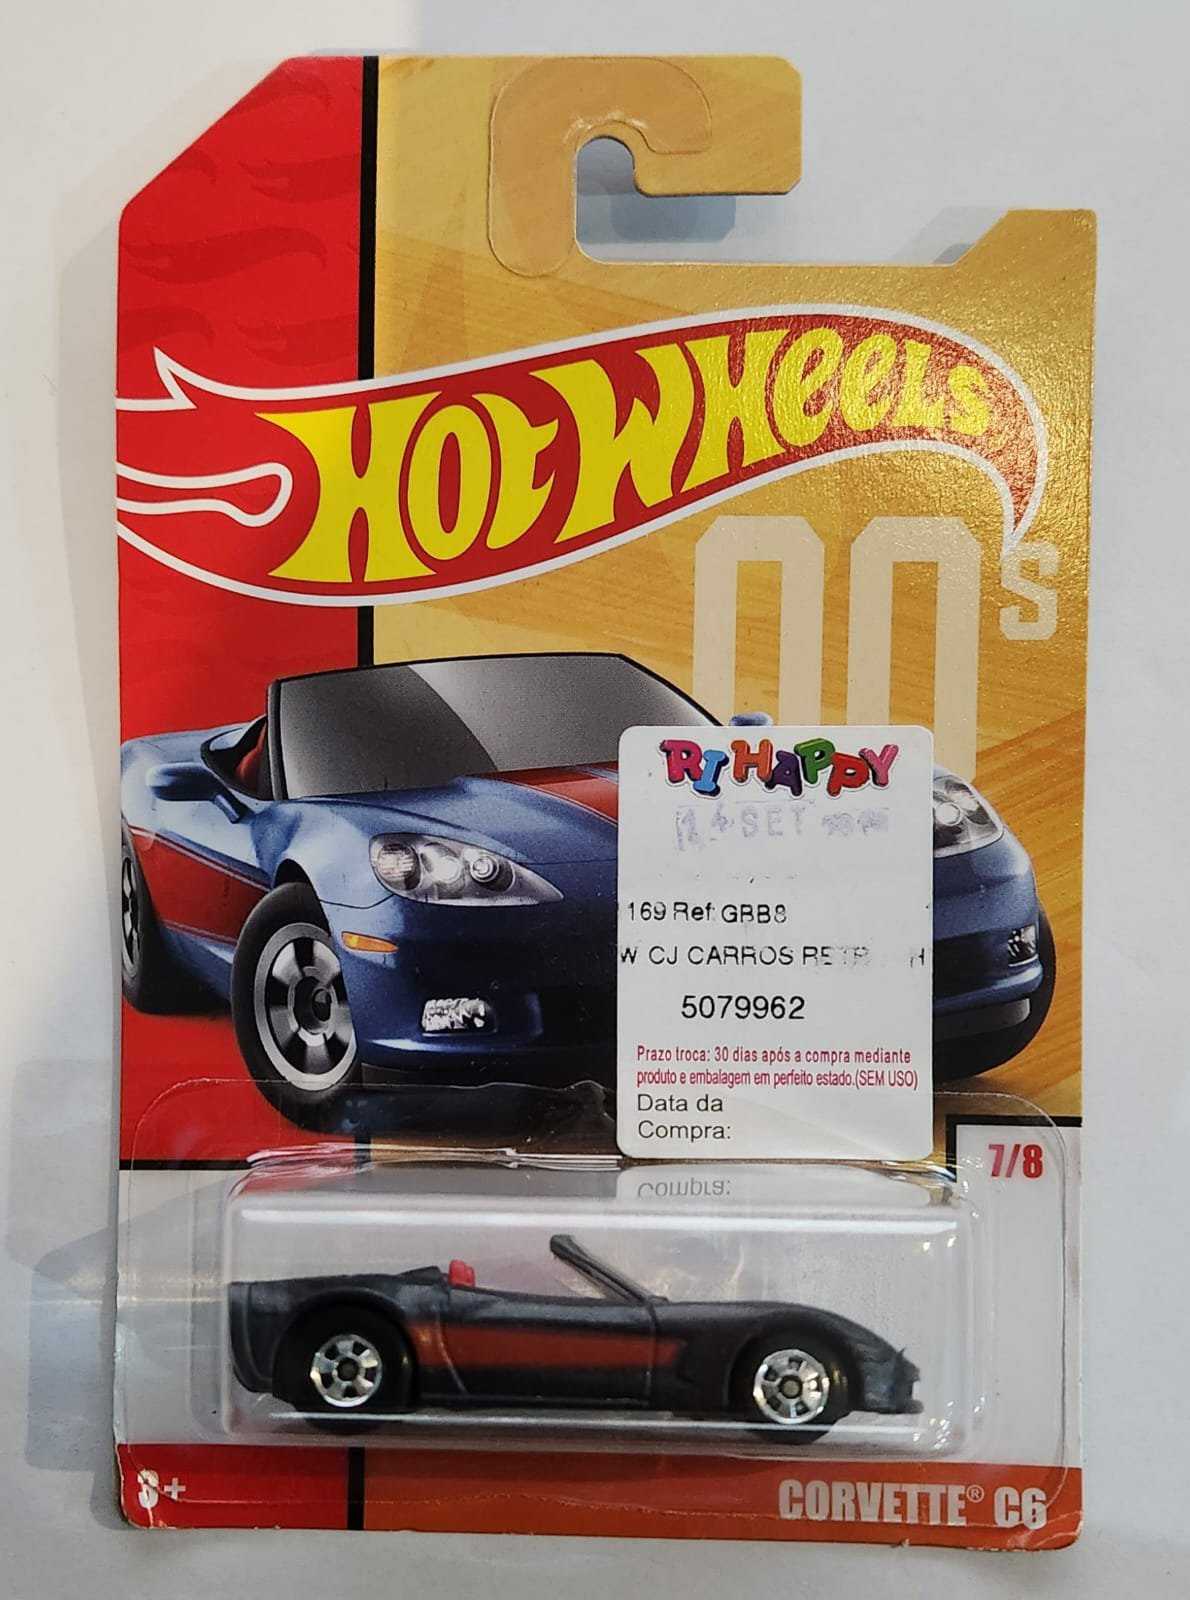 HOT WHEELS
00s
RI HAPPY
SET
169 Ref: GBB8
W CJ CARROS
5079962
Prazo troca: 30 dias após a compra mediante
produto e embalagem em perfeito estado.(SEM USO)
Data da
Compra:
7/8
3+
CORVETTE® C6